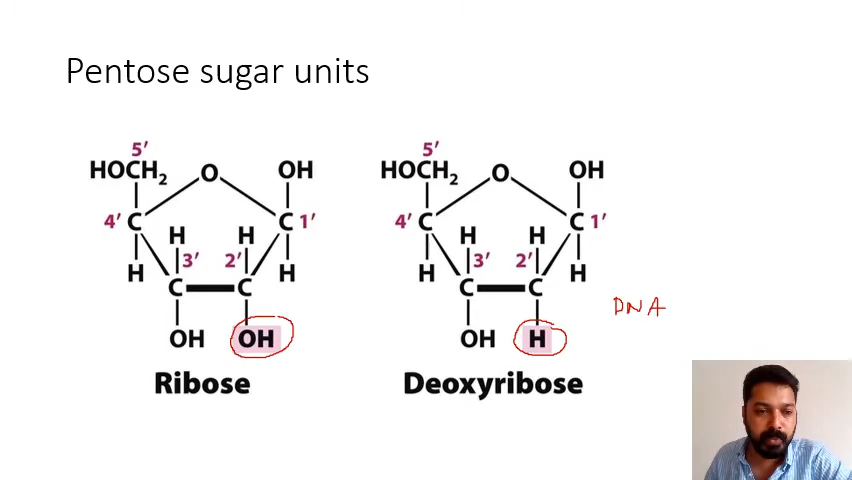 Pentose sugar units
5′ 5′
HOCH2 O OH HOCH2 O OH
4′ C H H C 1′ 4′ C H H C 1′
H 3′ 2′ H H 3′ 2′ H
C C C C
DNA
OH OH OH H
Ribose Deoxyribose